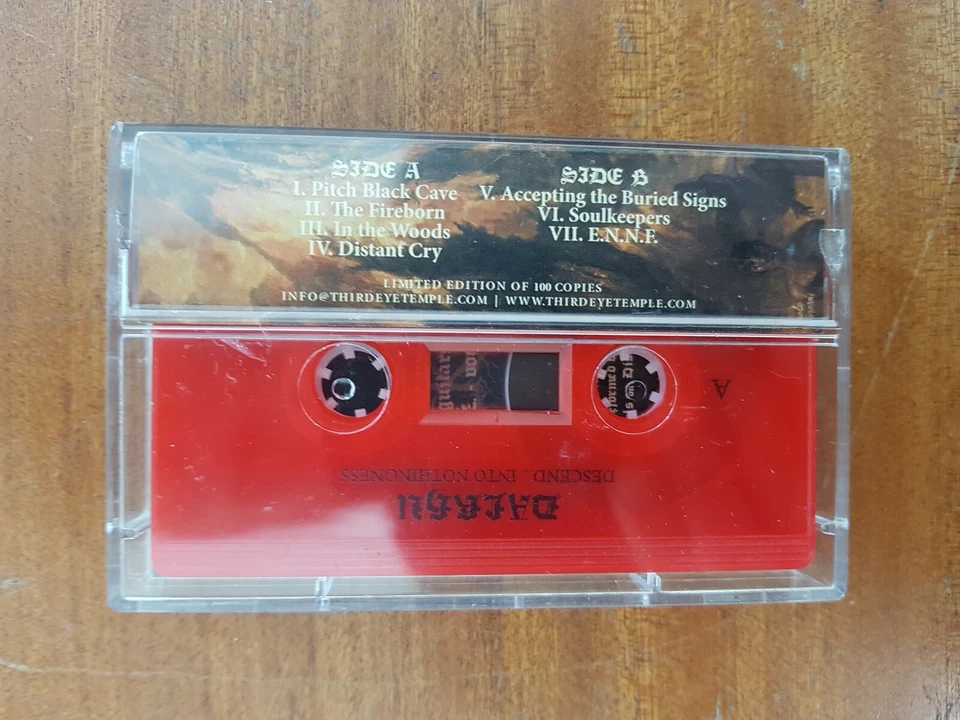 SIDE A
I. Pitch Black Cave
II. The Fireborn
III. In the Woods
IV. Distant Cry
SIDE B
V. Accepting the Buried Signs
VI. Soulkeepers
VII. E.N.N.F.
LIMITED EDITION OF 100 COPIES
INFO@THIRDEYETEMPLE.COM | WWW.THIRDEYETEMPLE.COM
A
DESCEND... INTO NOTHINGNESS